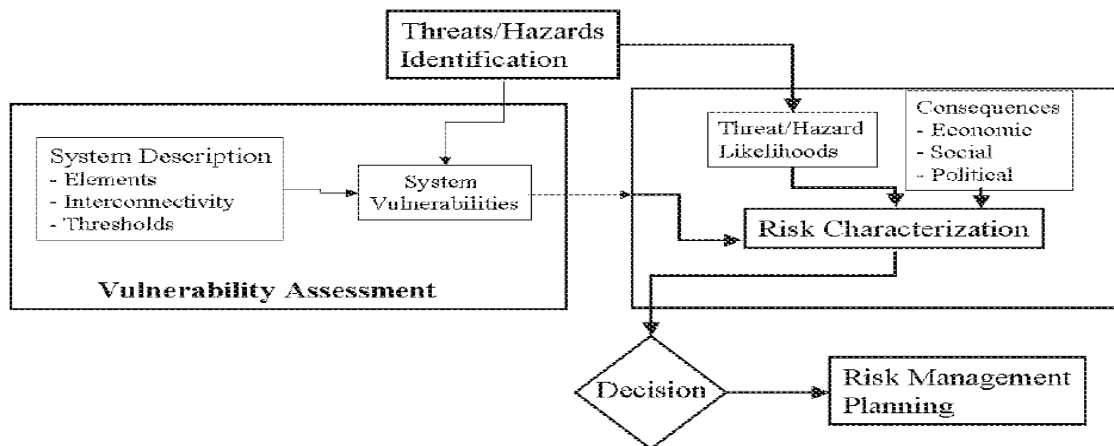 Threats/Hazards
Identification
System Description
- Elements
- Interconnectivity
- Thresholds
System
Vulnerabilities
Vulnerability Assessment
Threat/Hazard
Likelihoods
Consequences
- Economic
- Social
- Political
Risk Characterization
Decision
Risk Management
Planning